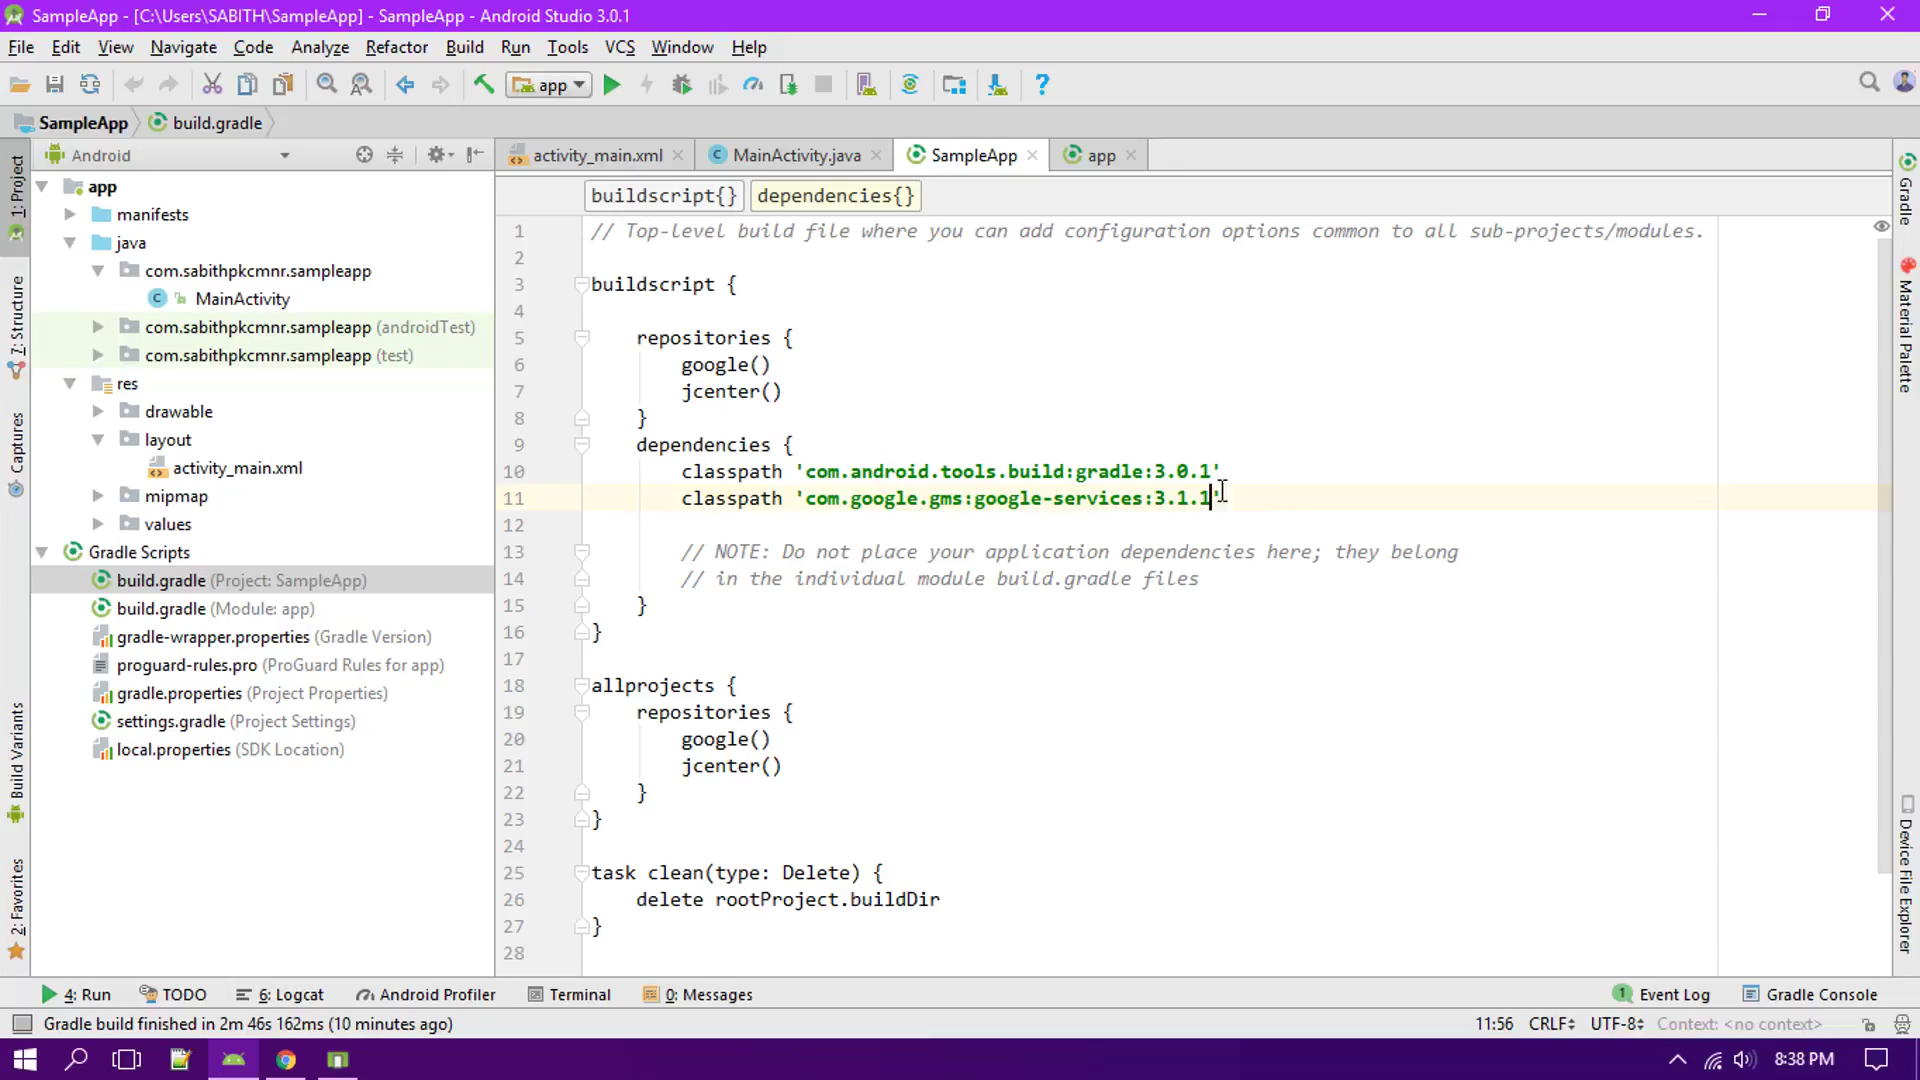 SampleApp - [C:\Users\SABITH\SampleApp] - SampleApp - Android Studio 3.0.1
File Edit View Navigate Code Analyze Refactor Build Run Tools VCS Window Help
app
SampleApp build.gradle
Android
activity_main.xml MainActivity.java SampleApp app
buildscript{} dependencies{}
1: Project
7: Structure
Captures
Build Variants
2: Favorites
app
manifests
java
com.sabithpkcmnr.sampleapp
MainActivity
com.sabithpkcmnr.sampleapp (androidTest)
com.sabithpkcmnr.sampleapp (test)
res
drawable
layout
activity_main.xml
mipmap
values
Gradle Scripts
build.gradle (Project: SampleApp)
build.gradle (Module: app)
gradle-wrapper.properties (Gradle Version)
proguard-rules.pro (ProGuard Rules for app)
gradle.properties (Project Properties)
settings.gradle (Project Settings)
local.properties (SDK Location)
1 // Top-level build file where you can add configuration options common to all sub-projects/modules.
2
3 buildscript {
4
5 repositories {
6 google()
7 jcenter()
8 }
9 dependencies {
10 classpath 'com.android.tools.build:gradle:3.0.1'
11 classpath 'com.google.gms:google-services:3.1.1'
12
13 // NOTE: Do not place your application dependencies here; they belong
14 // in the individual module build.gradle files
15 }
16 }
17
18 allprojects {
19 repositories {
20 google()
21 jcenter()
22 }
23 }
24
25 task clean(type: Delete) {
26 delete rootProject.buildDir
27 }
28
Gradle
Material Palette
Device File Explorer
4: Run TODO 6: Logcat Android Profiler Terminal 0: Messages 1 Event Log Gradle Console
Gradle build finished in 2m 46s 162ms (10 minutes ago) 11:56 CRLF UTF-8 Context: <no context>
8:38 PM